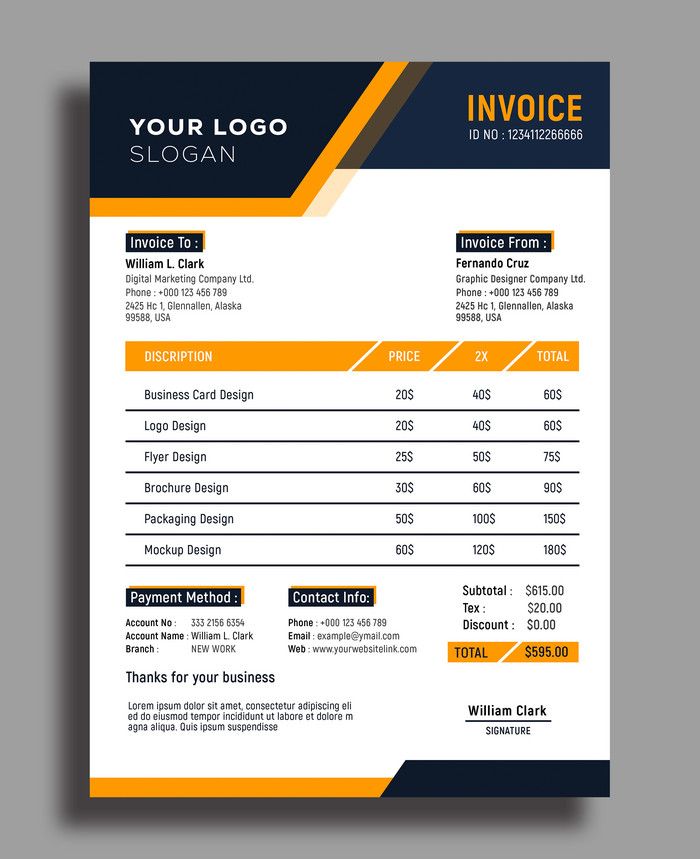 YOUR LOGO
SLOGAN
INVOICE
ID NO : 1234112266666
Invoice To :
William L. Clark
Digital Marketing Company Ltd.
Phone : +000 123 456 789
2425 Hc 1, Glennallen, Alaska
99588, USA
Invoice From :
Fernando Cruz
Graphic Designer Company Ltd.
Phone : +000 123 456 789
2425 Hc 1, Glennallen, Alaska
99588, USA
DISCRIPTION PRICE 2X TOTAL
Business Card Design 20$ 40$ 60$
Logo Design 20$ 40$ 60$
Flyer Design 25$ 50$ 75$
Brochure Design 30$ 60$ 90$
Packaging Design 50$ 100$ 150$
Mockup Design 60$ 120$ 180$
Payment Method :
Account No : 333 2156 6354
Account Name : William L. Clark
Branch : NEW WORK
Contact Info:
Phone : +000 123 456 789
Email : example@ymail.com
Web : www.yourwebsitelink.com
Subtotal : $615.00
Tex : $20.00
Discount : $0.00
TOTAL $595.00
Thanks for your business
Lorem ipsum dolor sit amet, consectetur adipiscing eli
ed do eiusmod tempor incididunt ut labore et dolore m
agna aliqua. Quis ipsum suspendisse
William Clark
SIGNATURE